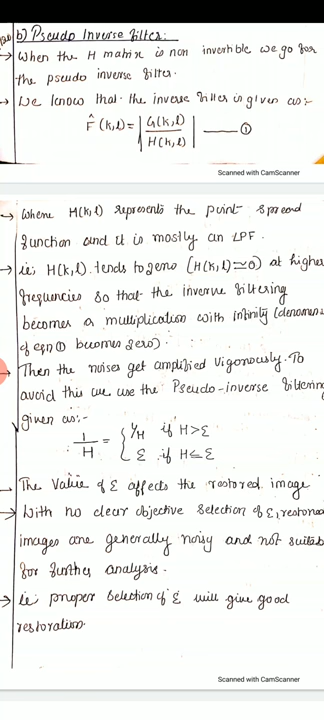 b) Pseudo Inverse filter:-
→ When the H matrix is non invertible we go for
the pseudo inverse filter.
→ We know that the inverse filter is given as:-
F̂(k,l) = |G(k,l)/H(k,l)| —— ①
Scanned with CamScanner
→ where H(k,l) represents the point spread
function and it is mostly an LPF.
→ ie; H(k,l) tends to zero (H(k,l)≃0) at higher
frequencies so that the inverse filtering
becomes a multiplication with infinity (denomen
of eqn ① becomes zero).
→ Then the noises get amplified vigorously. To
avoid this we use the Pseudo-inverse filtering
given as:-
1/H = { 1/H if H>ε
ε if H≤ε
→ The value of ε affects the restored image
→ With no clear objective selection of ε, restored
images are generally noisy and not suitab
for further analysis.
→ ie; proper selection of ε will give good
restoration.
Scanned with CamScanner